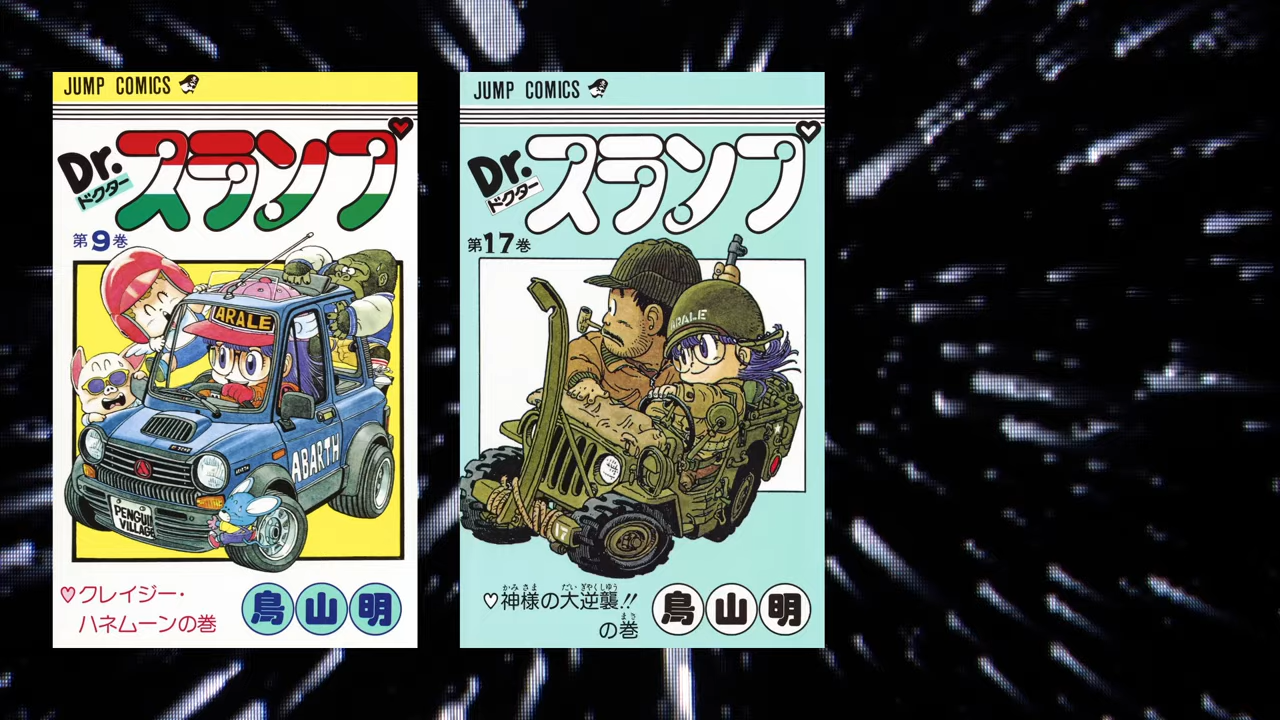 JUMP COMICS
Dr.スランプ
ドクター
第9巻
ARALE
ABARTH
PENGUIN
VILLAGE
♡クレイジー・
ハネムーンの巻
鳥山明
JUMP COMICS
Dr.スランプ
ドクター
第17巻
ARALE
かみさま だいぎゃくしゅう
♡神様の大逆襲!!
まき
の巻
鳥山明